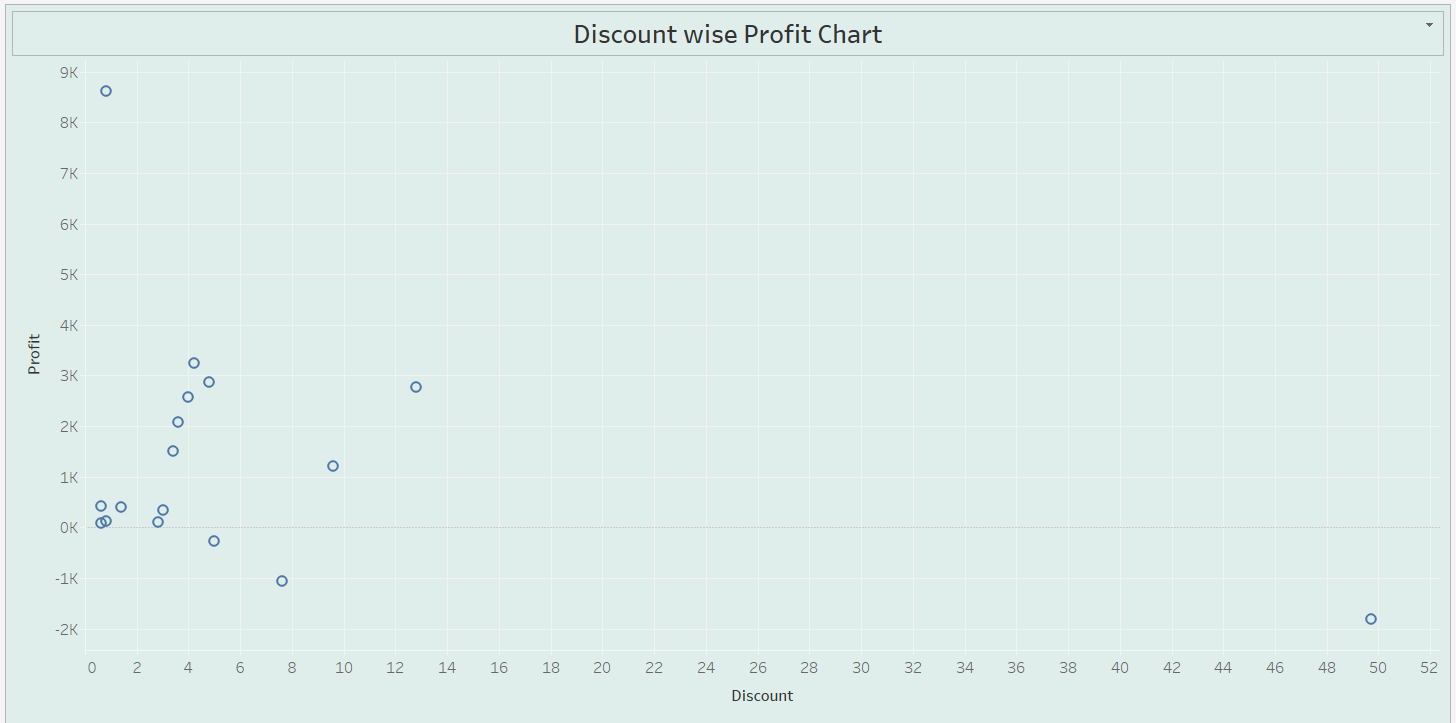 Discount wise Profit Chart
9K
8K
7K
6K
5K
4K
3K
2K
1K
0K
-1K
-2K
Profit
0 2 4 6 8 10 12 14 16 18 20 22 24 26 28 30 32 34 36 38 40 42 44 46 48 50 52
Discount